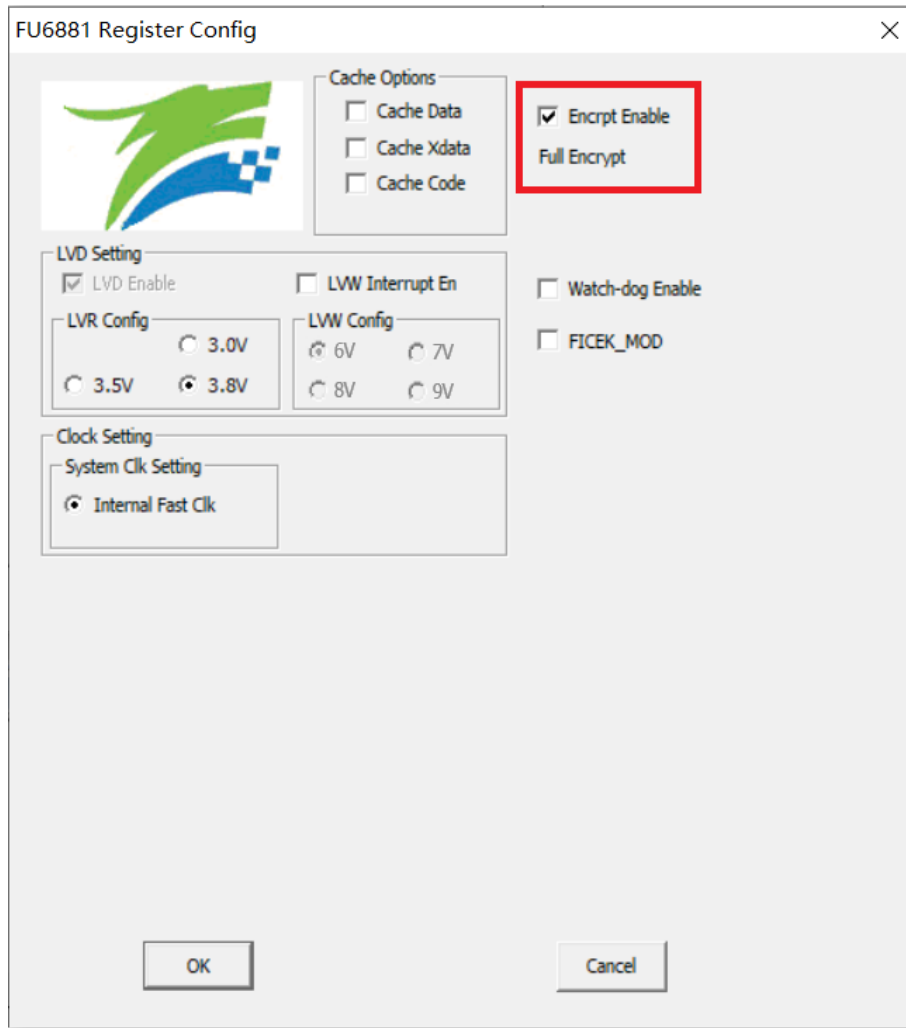 FU6881 Register Config
Cache Options
Cache Data
Cache Xdata
Cache Code
Encrpt Enable
Full Encrypt
LVD Setting
LVD Enable
LVW Interrupt En
LVR Config
3.0V
3.5V
3.8V
LVW Config
6V
7V
8V
9V
Watch-dog Enable
FICEK_MOD
Clock Setting
System Clk Setting
Internal Fast Clk
OK
Cancel